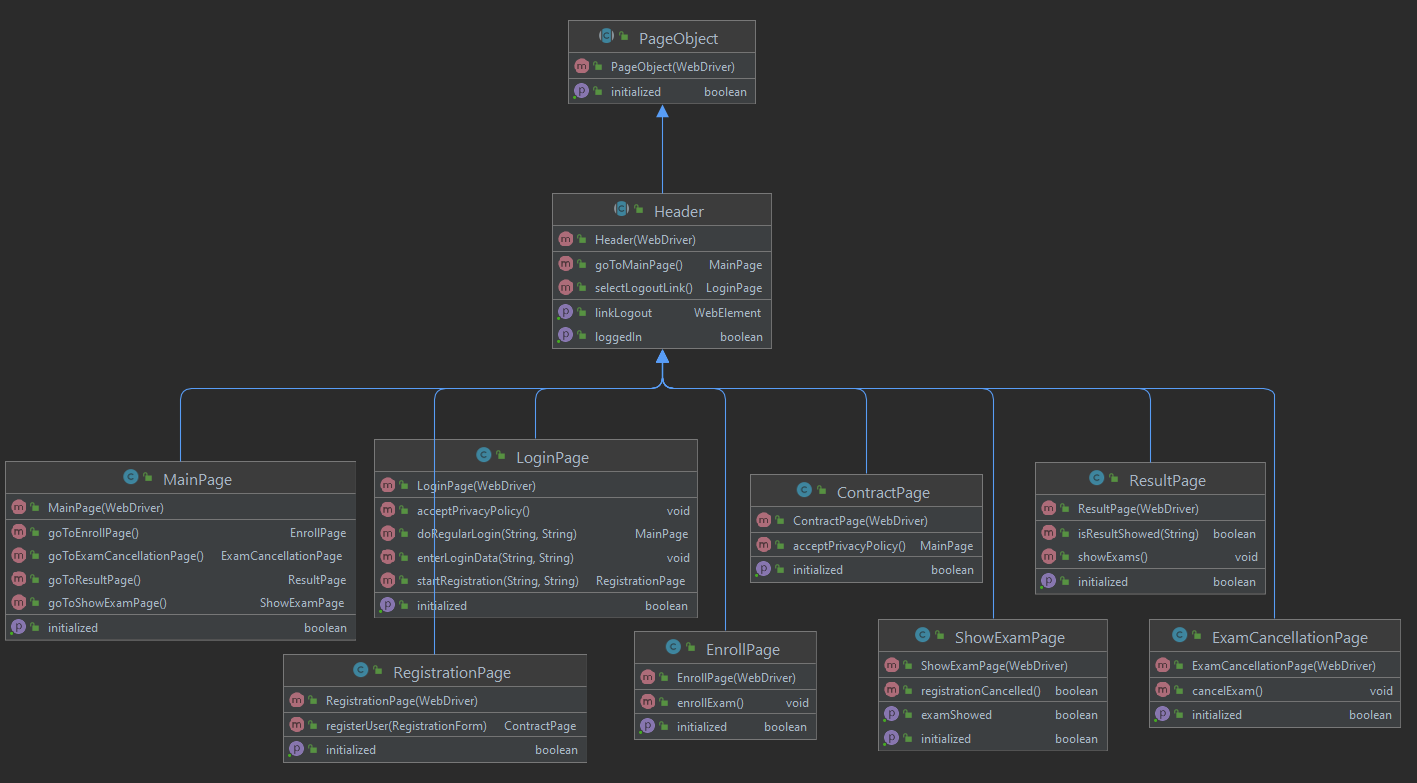 PageObject
PageObject(WebDriver)
initialized boolean
Header
Header(WebDriver)
goToMainPage() MainPage
selectLogoutLink() LoginPage
linkLogout WebElement
loggedIn boolean
MainPage
MainPage(WebDriver)
goToEnrollPage() EnrollPage
goToExamCancellationPage() ExamCancellationPage
goToResultPage() ResultPage
goToShowExamPage() ShowExamPage
initialized boolean
LoginPage
LoginPage(WebDriver)
acceptPrivacyPolicy() void
doRegularLogin(String, String) MainPage
enterLoginData(String, String) void
startRegistration(String, String) RegistrationPage
initialized boolean
ContractPage
ContractPage(WebDriver)
acceptPrivacyPolicy() MainPage
initialized boolean
ResultPage
ResultPage(WebDriver)
isResultShowed(String) boolean
showExams() void
initialized boolean
RegistrationPage
RegistrationPage(WebDriver)
registerUser(RegistrationForm) ContractPage
initialized boolean
EnrollPage
EnrollPage(WebDriver)
enrollExam() void
initialized boolean
ShowExamPage
ShowExamPage(WebDriver)
registrationCancelled() boolean
examShowed boolean
initialized boolean
ExamCancellationPage
ExamCancellationPage(WebDriver)
cancelExam() void
initialized boolean